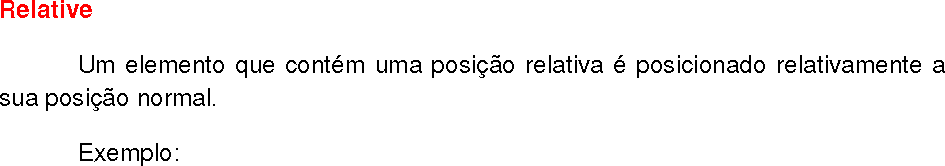 Relative
Um elemento que contém uma posição relativa é posicionado relativamente a
sua posição normal.
Exemplo: